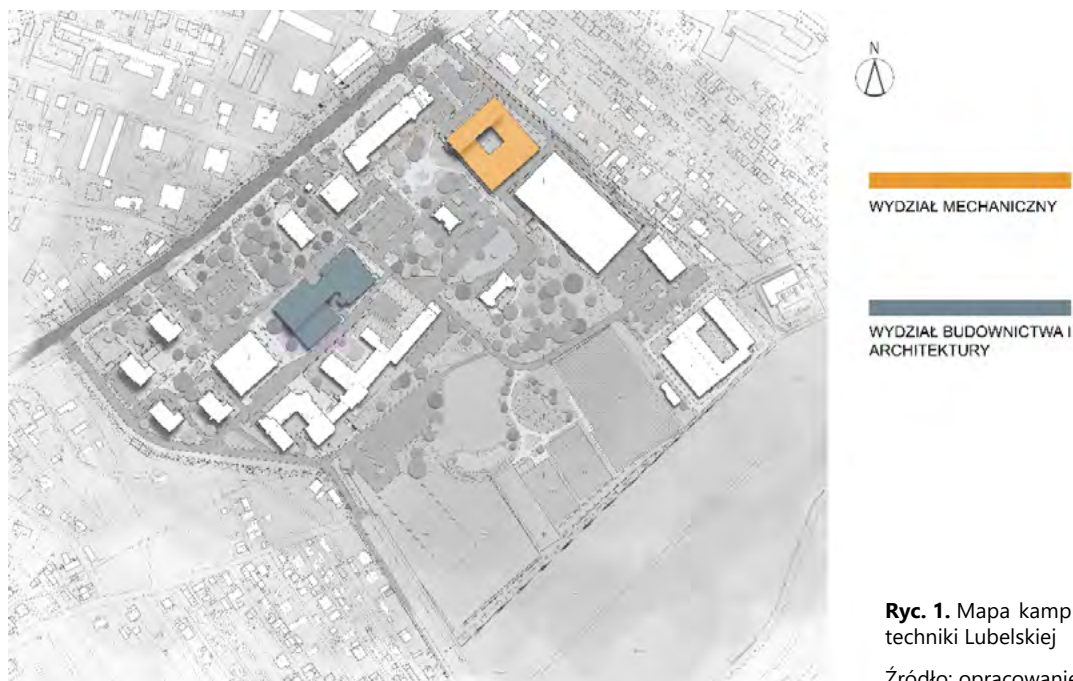 N
WYDZIAŁ MECHANICZNY
WYDZIAŁ BUDOWNICTWA I
ARCHITEKTURY
Ryc. 1. Mapa kamp
techniki Lubelskiej
Źródło: opracowanie